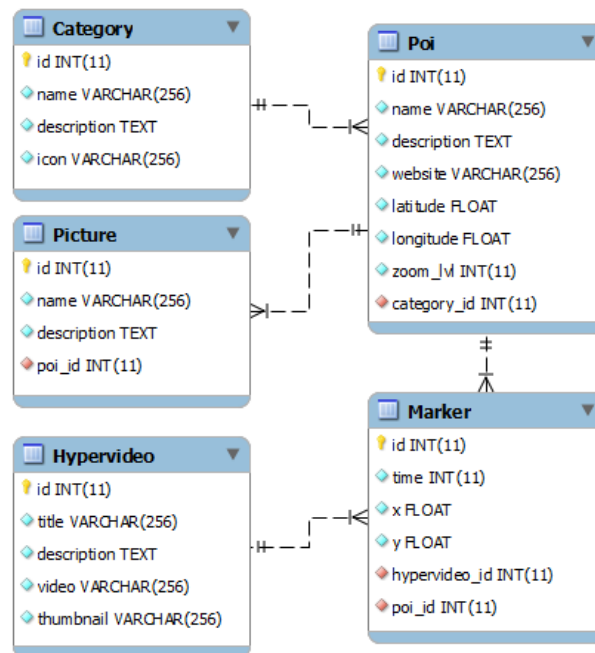 Category
id INT(11)
name VARCHAR(256)
description TEXT
icon VARCHAR(256)
Picture
id INT(11)
name VARCHAR(256)
description TEXT
poi_id INT(11)
Hypervideo
id INT(11)
title VARCHAR(256)
description TEXT
video VARCHAR(256)
thumbnail VARCHAR(256)
Poi
id INT(11)
name VARCHAR(256)
description TEXT
website VARCHAR(256)
latitude FLOAT
longitude FLOAT
zoom_lvl INT(11)
category_id INT(11)
Marker
id INT(11)
time INT(11)
x FLOAT
y FLOAT
hypervideo_id INT(11)
poi_id INT(11)